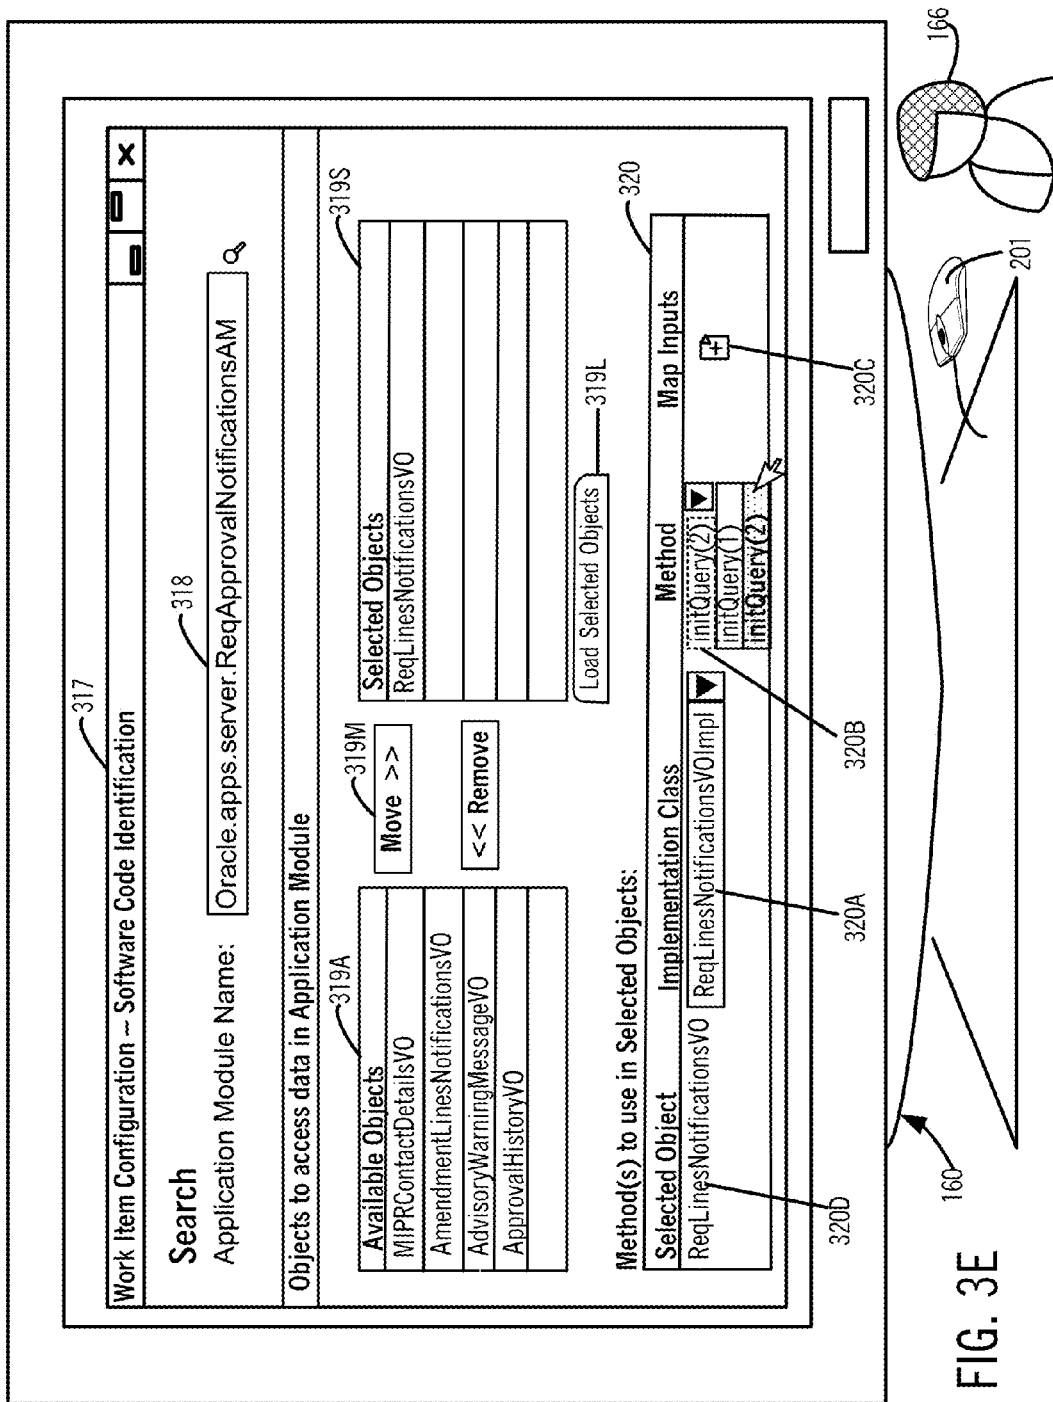 317
Work Item Configuration -- Software Code Identification
X
Search
318
Application Module Name: Oracle.apps.server.ReqApprovalNotificationsAM
Objects to access data in Application Module
319A
319M
319S
Available Objects
MIPRContactDetailsVO
AmendmentLinesNotificationsVO
AdvisoryWarningMessageVO
ApprovalHistoryVO
Move >>
<< Remove
Selected Objects
ReqLinesNotificationsVO
Load Selected Objects
319L
Method(s) to use in Selected Objects:
320
Selected Object Implementation Class Method Map Inputs
ReqLinesNotificationsVO ReqLinesNotificationsVOImpl initQuery(2)
initQuery(1)
initQuery(2)
320D
320A
320B
320C
160
201
166
FIG. 3E